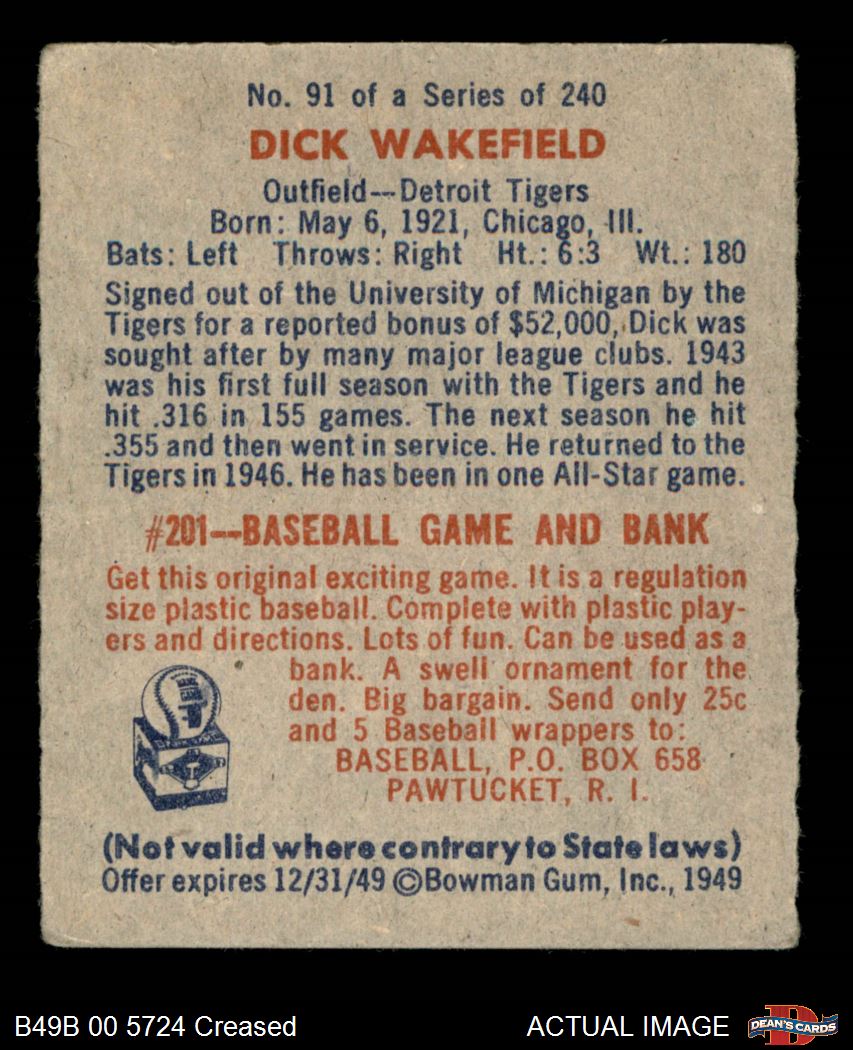 No. 91 of a Series of 240
DICK WAKEFIELD
Outfield--Detroit Tigers
Born: May 6, 1921, Chicago, Ill.
Bats: Left Throws: Right Ht.: 6:3 Wt.: 180
Signed out of the University of Michigan by the
Tigers for a reported bonus of $52,000, Dick was
sought after by many major league clubs. 1943
was his first full season with the Tigers and he
hit .316 in 155 games. The next season he hit
.355 and then went in service. He returned to the
Tigers in 1946. He has been in one All-Star game.
#201--BASEBALL GAME AND BANK
Get this original exciting game. It is a regulation
size plastic baseball. Complete with plastic play-
ers and directions. Lots of fun. Can be used as a
bank. A swell ornament for the
den. Big bargain. Send only 25c
and 5 Baseball wrappers to:
BASEBALL, P.O. BOX 658
PAWTUCKET, R. I.
(Not valid where contrary to State laws)
Offer expires 12/31/49 ©Bowman Gum, Inc., 1949
B49B 00 5724 Creased
ACTUAL IMAGE
DEAN'S CARDS